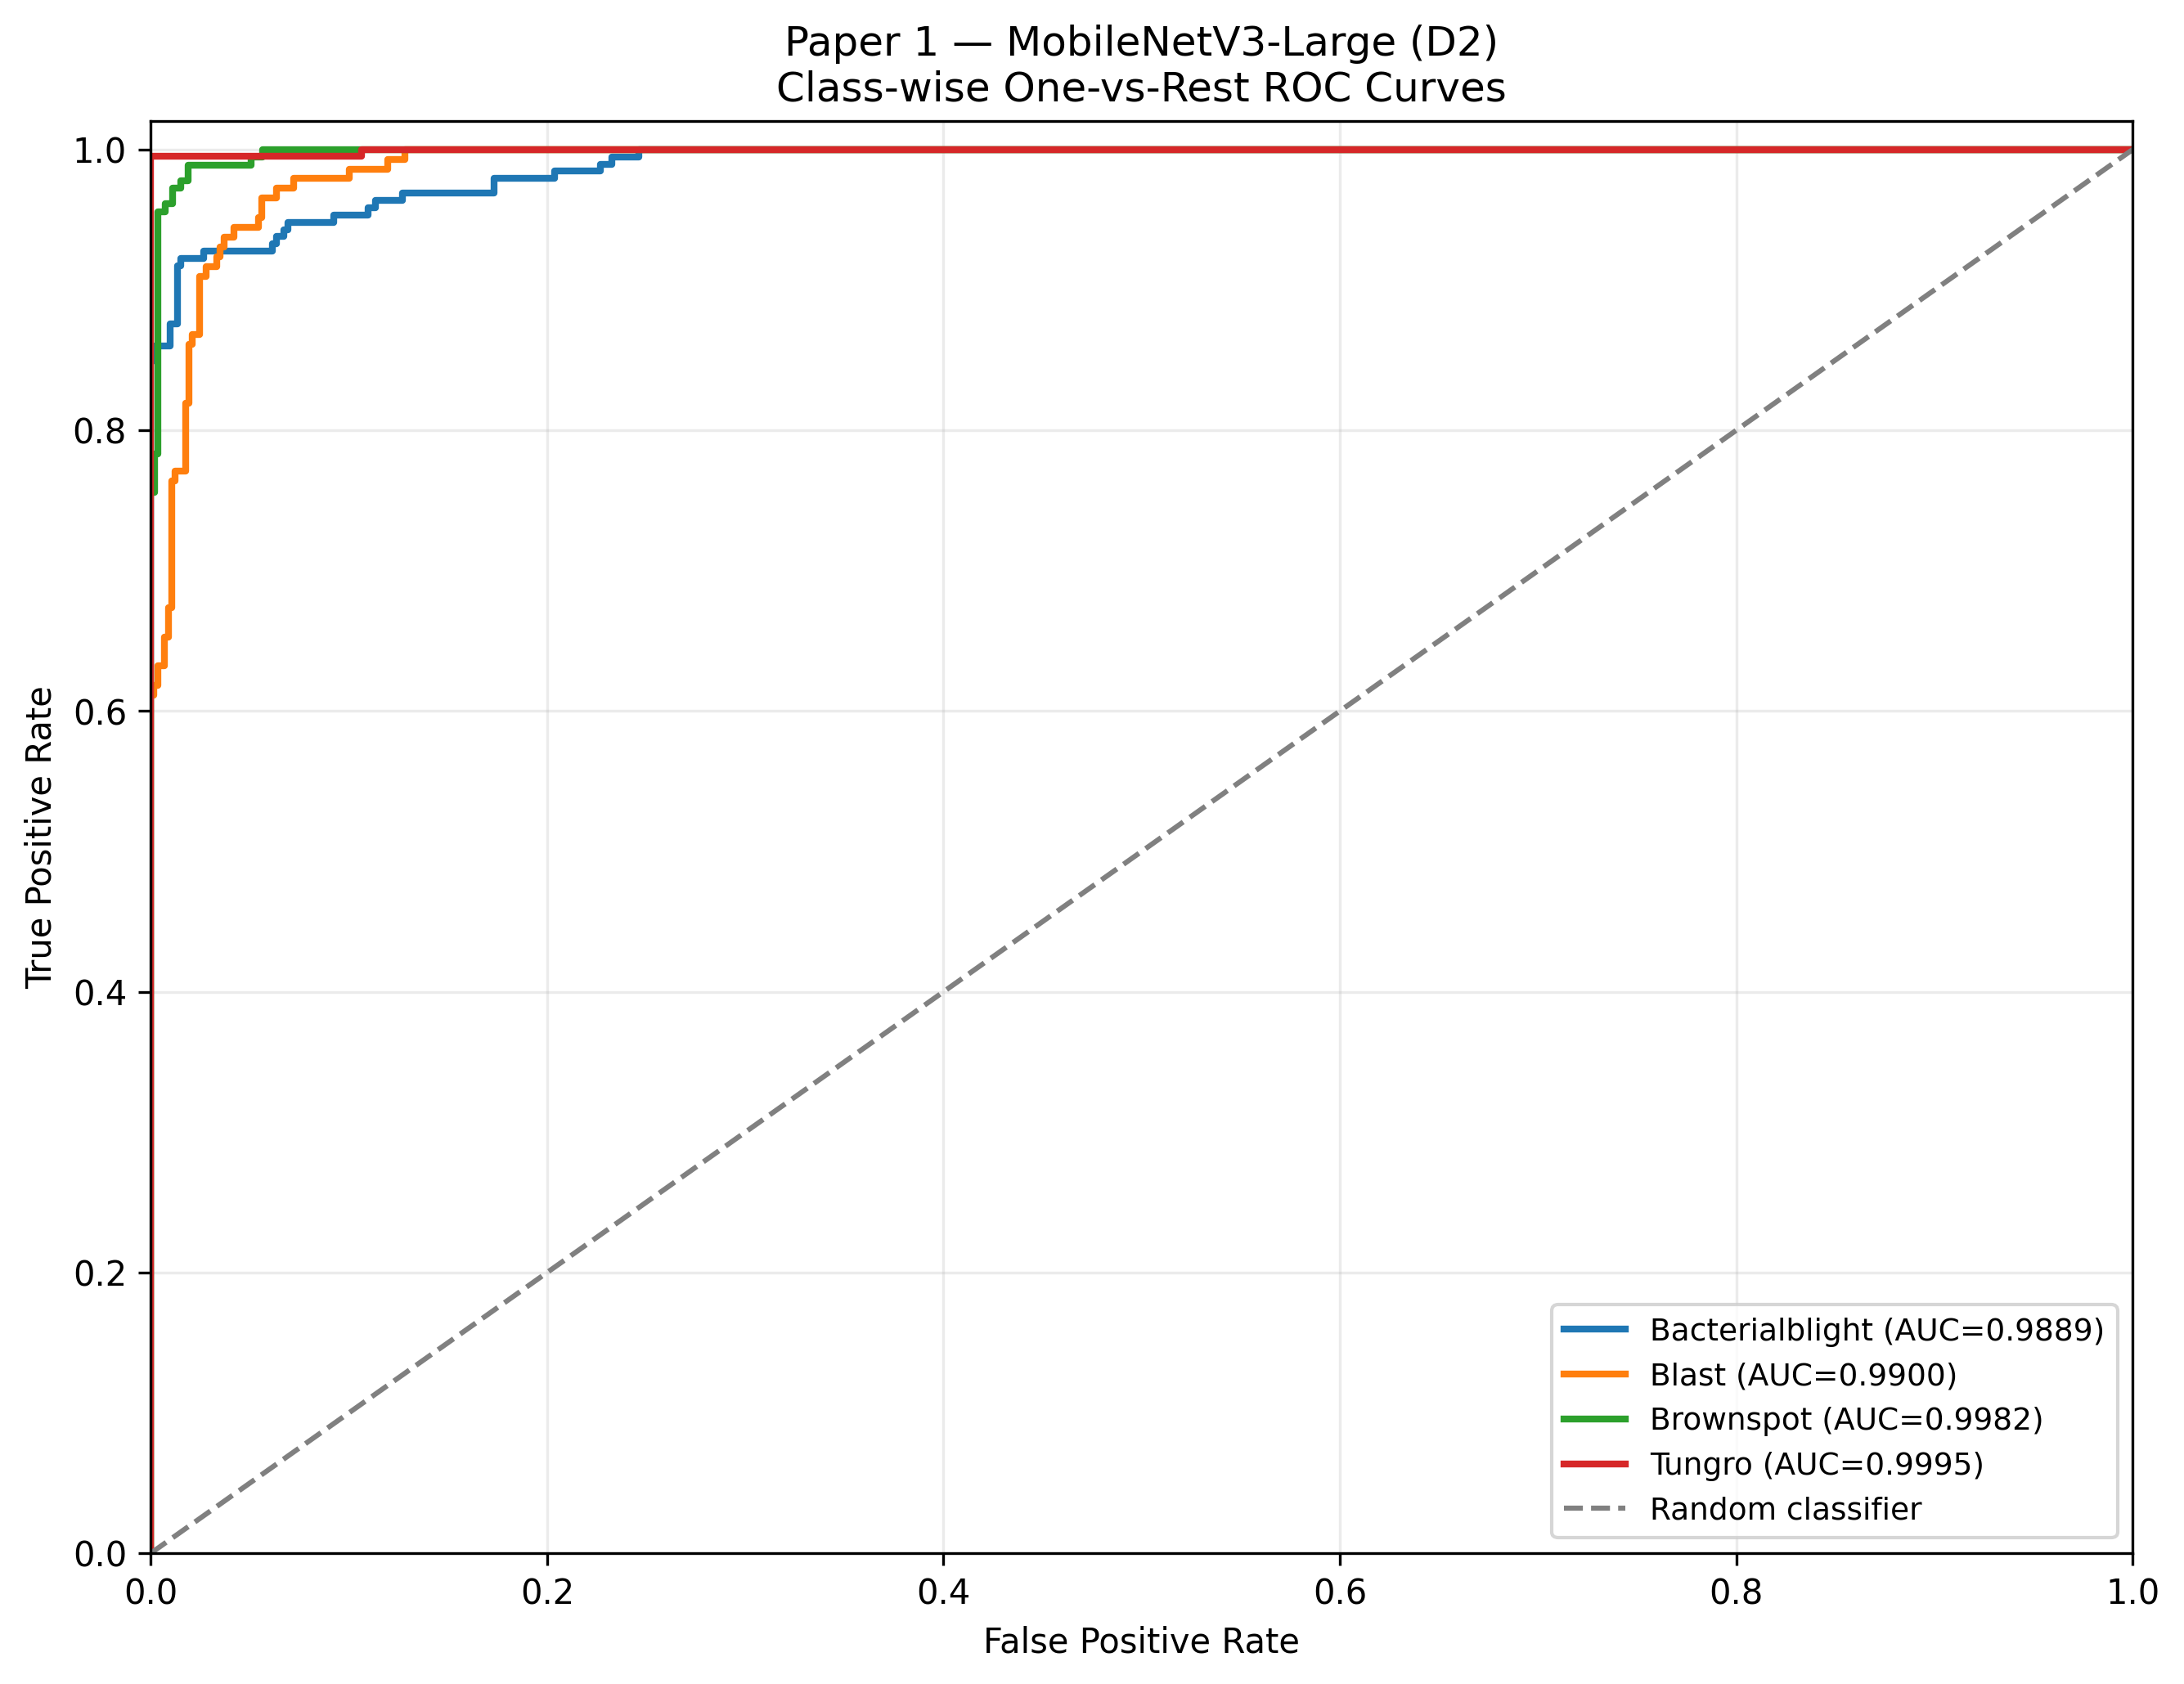 Paper 1 — MobileNetV3-Large (D2)
Class-wise One-vs-Rest ROC Curves
True Positive Rate
1.0
0.8
0.6
0.4
0.2
0.0
0.0 0.2 0.4 0.6 0.8 1.0
False Positive Rate
Bacterialblight (AUC=0.9889)
Blast (AUC=0.9900)
Brownspot (AUC=0.9982)
Tungro (AUC=0.9995)
Random classifier